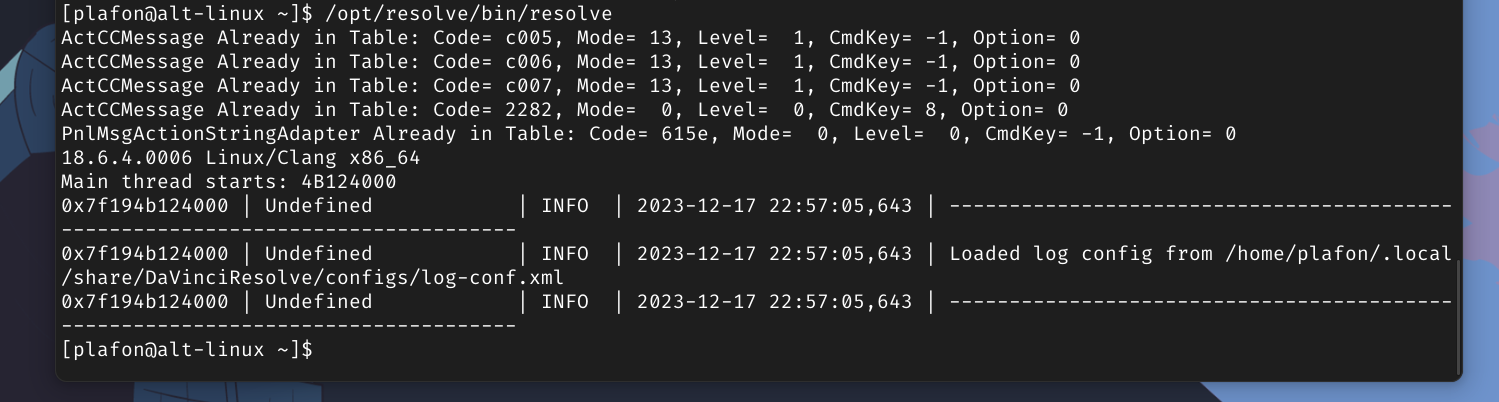 [plafon@alt-linux ~]$ /opt/resolve/bin/resolve
ActCCMessage Already in Table: Code= c005, Mode= 13, Level=  1, CmdKey= -1, Option= 0
ActCCMessage Already in Table: Code= c006, Mode= 13, Level=  1, CmdKey= -1, Option= 0
ActCCMessage Already in Table: Code= c007, Mode= 13, Level=  1, CmdKey= -1, Option= 0
ActCCMessage Already in Table: Code= 2282, Mode=  0, Level=  0, CmdKey= 8, Option= 0
PnlMsgActionStringAdapter Already in Table: Code= 615e, Mode=  0, Level=  0, CmdKey= -1, Option= 0
18.6.4.0006 Linux/Clang x86_64
Main thread starts: 4B124000
0x7f194b124000 | Undefined            | INFO  | 2023-12-17 22:57:05,643 | ------------------------------------------
--------------------------------------
0x7f194b124000 | Undefined            | INFO  | 2023-12-17 22:57:05,643 | Loaded log config from /home/plafon/.local
/share/DaVinciResolve/configs/log-conf.xml
0x7f194b124000 | Undefined            | INFO  | 2023-12-17 22:57:05,643 | ------------------------------------------
--------------------------------------
[plafon@alt-linux ~]$